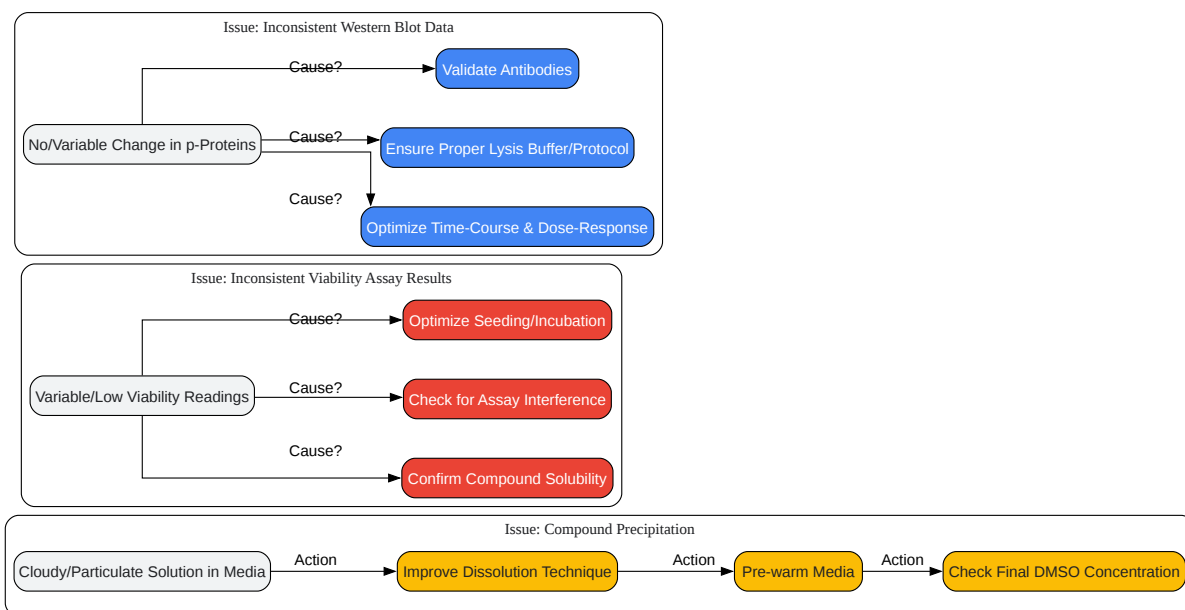 Issue: Inconsistent Western Blot Data
Cause?
Validate Antibodies
No/Variable Change in p-Proteins
Cause?
Ensure Proper Lysis Buffer/Protocol
Cause?
Optimize Time-Course & Dose-Response
Issue: Inconsistent Viability Assay Results
Cause?
Optimize Seeding/Incubation
Variable/Low Viability Readings
Cause?
Check for Assay Interference
Cause?
Confirm Compound Solubility
Issue: Compound Precipitation
Cloudy/Particulate Solution in Media
Action
Improve Dissolution Technique
Action
Pre-warm Media
Action
Check Final DMSO Concentration